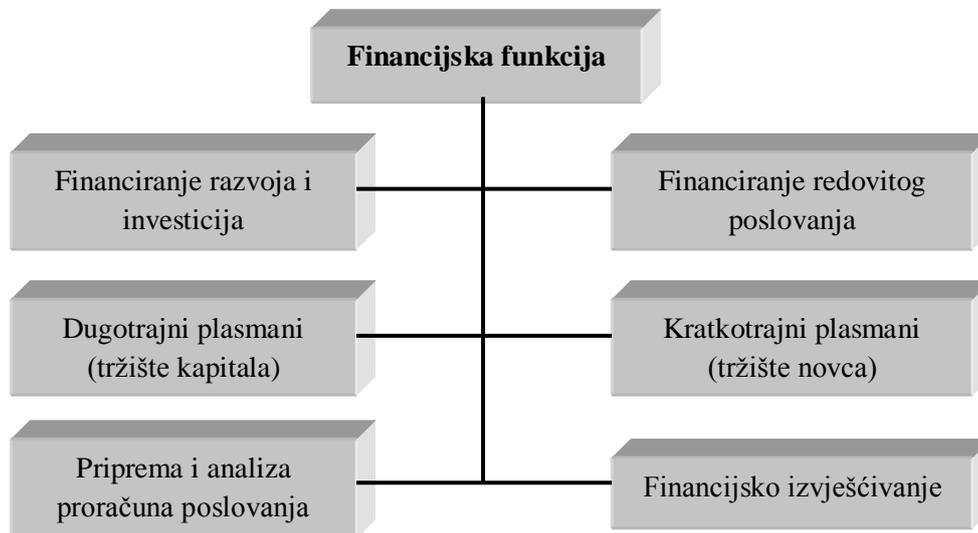 Financijska funkcija
Financiranje razvoja i
investicija
Financiranje redovitog
poslovanja
Dugotrajni plasmani
(tržište kapitala)
Kratkotrajni plasmani
(tržište novca)
Priprema i analiza
proračuna poslovanja
Financijsko izvješćivanje